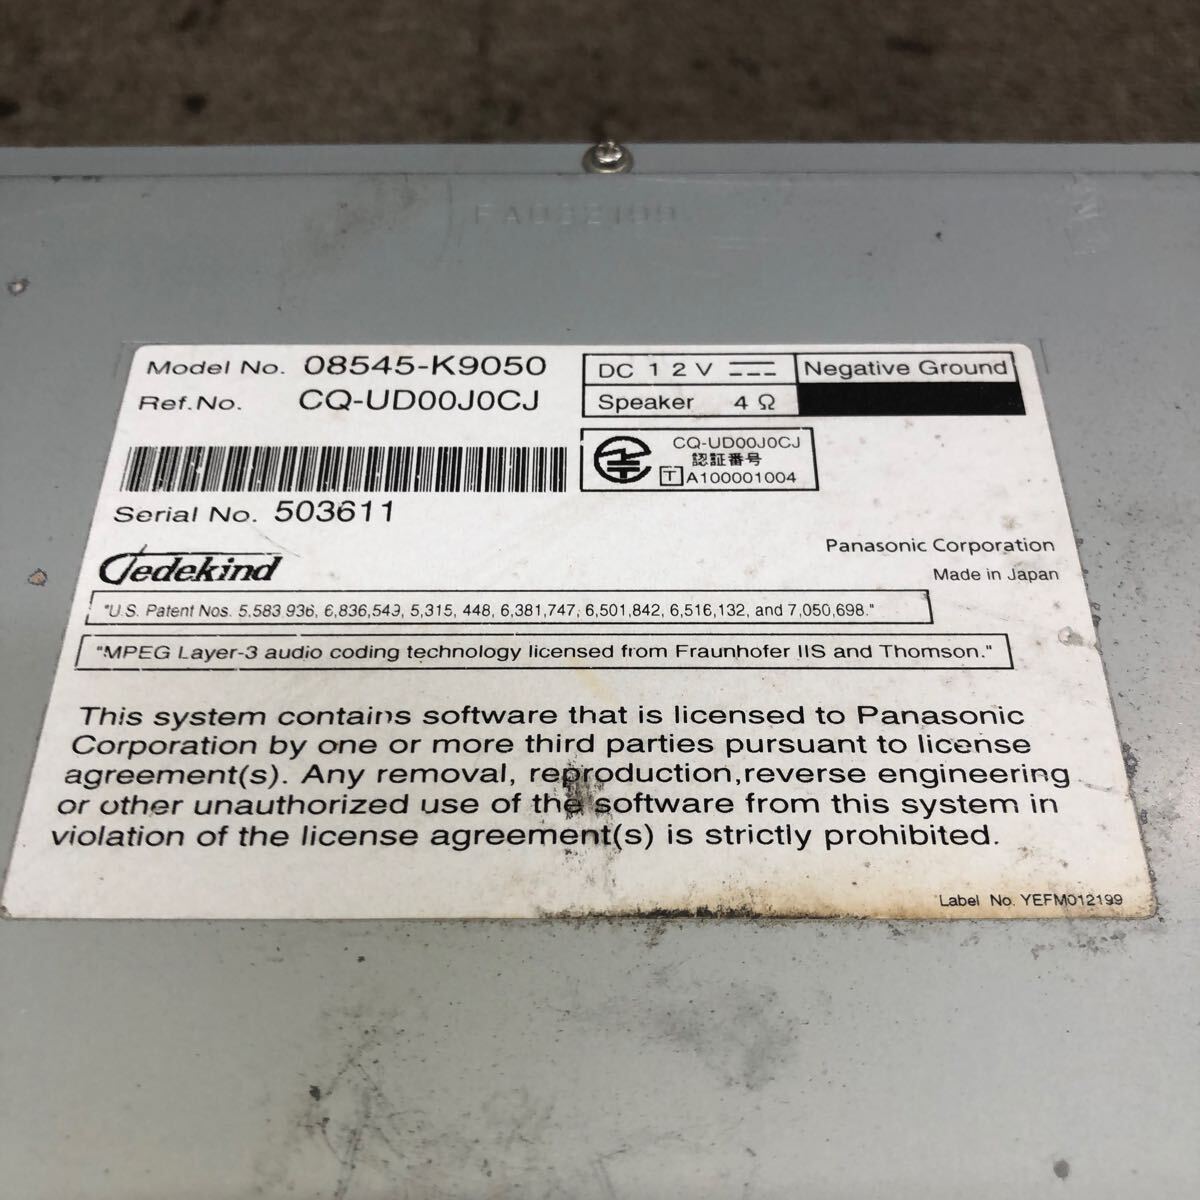 Model No. 08545-K9050
Ref.No. CQ-UD00J0CJ
DC 12V
Negative Ground
Speaker 4Ω
CQ-UD00J0CJ
認証番号
T A100001004
Serial No. 503611
Gedekind
Panasonic Corporation
Made in Japan
"U.S. Patent Nos. 5,583,936, 6,836,549, 5,315, 448, 6,381,747, 6,501,842, 6,516,132, and 7,050,698."
"MPEG Layer-3 audio coding technology licensed from Fraunhofer IIS and Thomson."
This system contains software that is licensed to Panasonic
Corporation by one or more third parties pursuant to license
agreement(s). Any removal, reproduction,reverse engineering
or other unauthorized use of the software from this system in
violation of the license agreement(s) is strictly prohibited.
Label No. YEFM012199